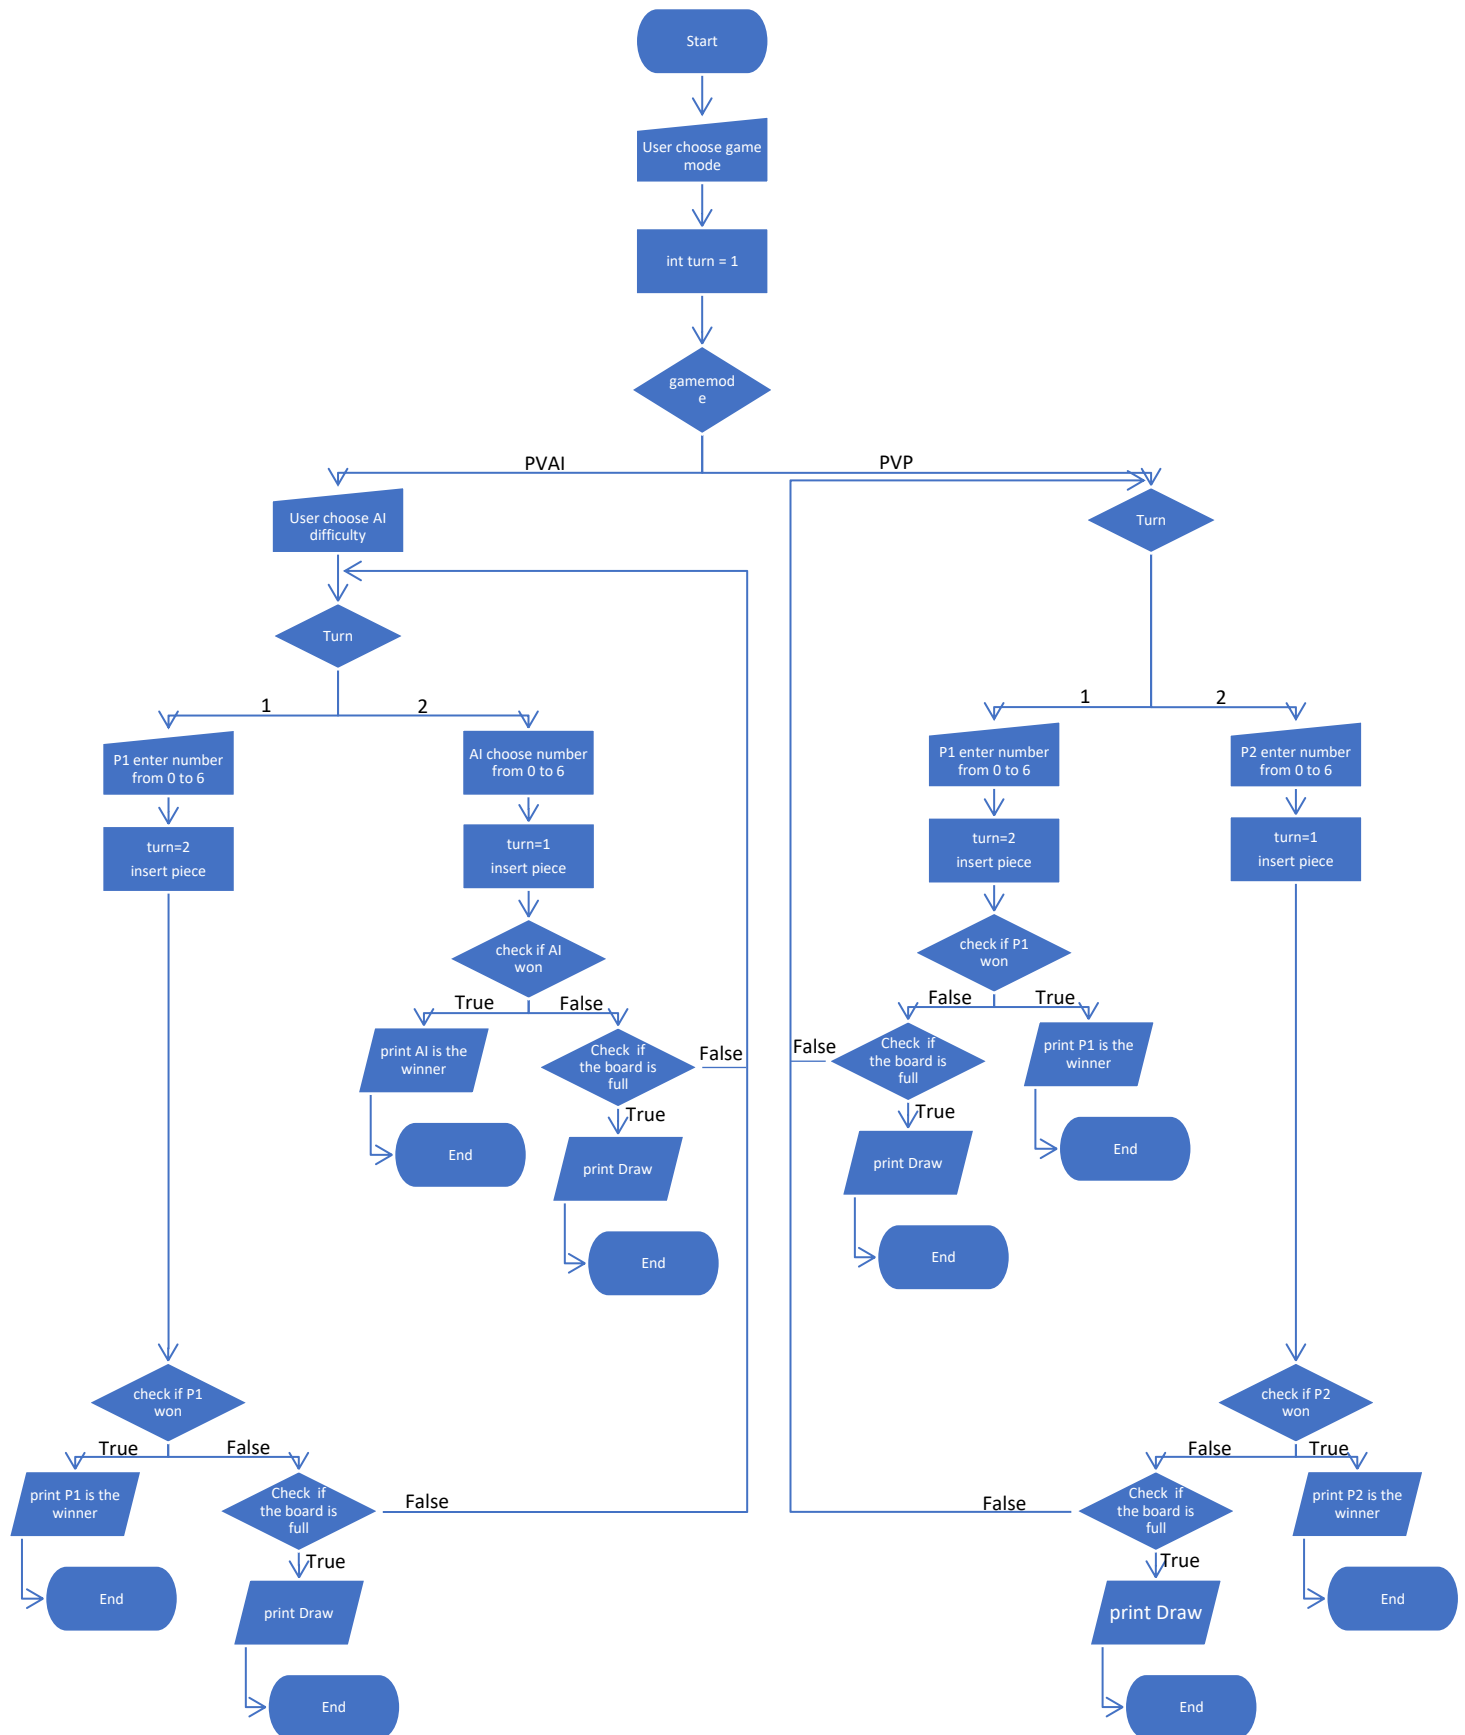 Start
User choose game
mode
int turn = 1
gamemod
e
PVAI
PVP
User choose AI
difficulty
Turn
Turn
1
2
1
2
P1 enter number
from 0 to 6
AI choose number
from 0 to 6
P1 enter number
from 0 to 6
P2 enter number
from 0 to 6
turn=2
insert piece
turn=1
insert piece
turn=2
insert piece
turn=1
insert piece
check if AI
won
check if P1
won
True
False
False
True
print AI is the
winner
Check if
the board is
full
False
False
Check if
the board is
full
print P1 is the
winner
True
True
End
print Draw
print Draw
End
End
End
check if P1
won
check if P2
won
True
False
False
True
print P1 is the
winner
Check if
the board is
full
False
False
Check if
the board is
full
print P2 is the
winner
True
True
End
print Draw
print Draw
End
End
End